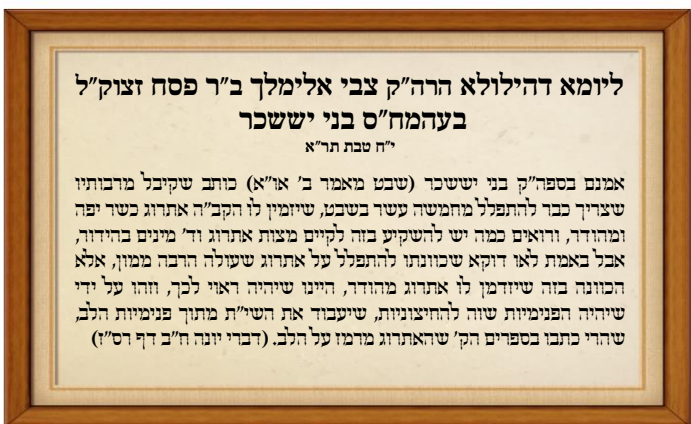 ליומא דהילולא הרה"ק צבי אלימלך ב"ר פסח זצוק"ל
בעהמח"ס בני יששכר
י"ח טבת תר"א
אמנם בספה"ק בני יששכר (שבט מאמר ב' או"א) כותב שקיבל מרבותיו
שצריך כבר להתפלל מחמשה עשר בשבט, שיזמין לו הקב"ה אתרוג כשר יפה
ומהודר, ורואים כמה יש להשקיע בזה לקיים מצות אתרוג וד' מינים בהידור,
אבל באמת לאו דוקא שכוונתו להתפלל על אתרוג שעולה הרבה ממון, אלא
הכוונה בזה שיזדמן לו אתרוג מהודר, היינו שיהיה ראוי לכך, וזהו על ידי
שיהיה הפנימיות שוה להחיצוניות, שיעבוד את השי"ת מתוך פנימיות הלב,
שהרי כתבו בספרים הק' שהאתרוג מרמז על הלב. (דברי יונה ח"ב דף רס"ז)